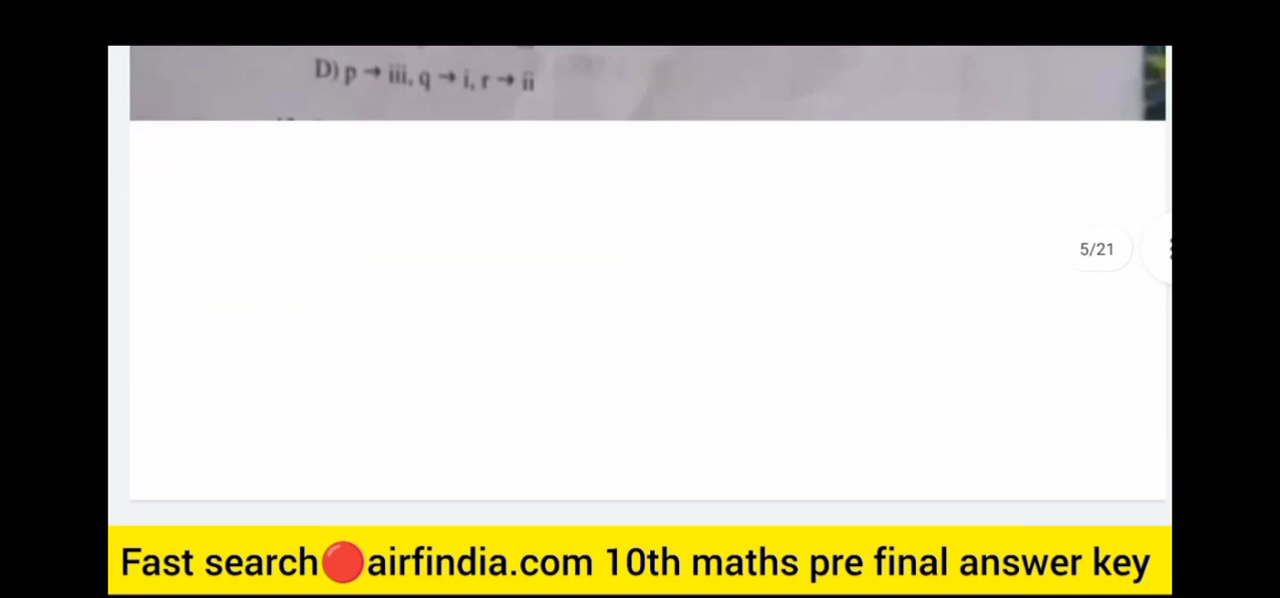 D) p → iii, q → i, r → ii
5/21
Fast search🔴airfindia.com 10th maths pre final answer key